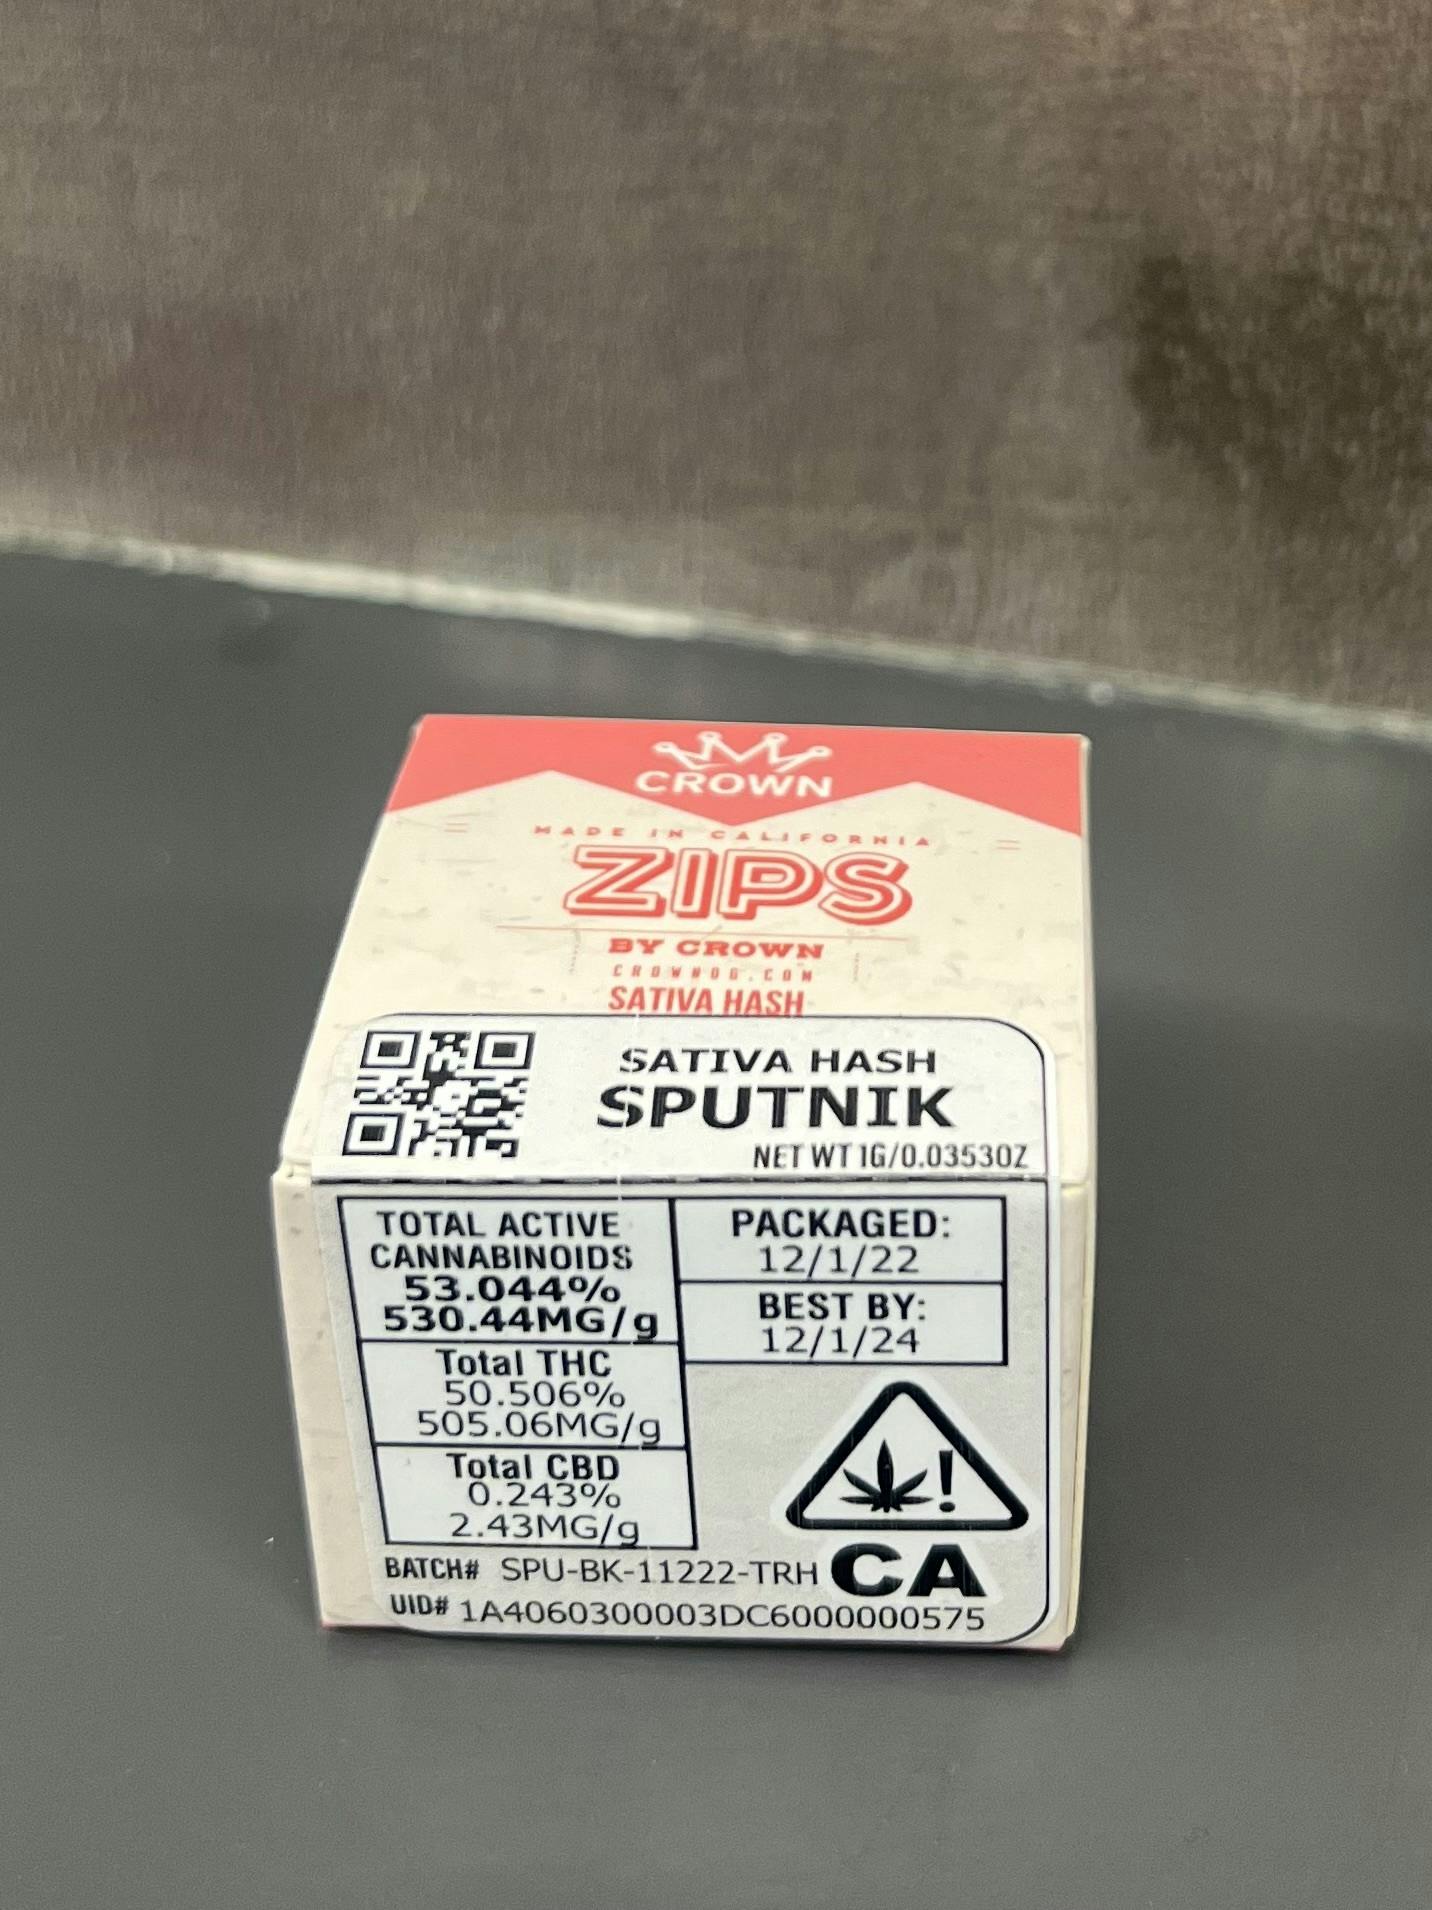 CROWN
MADE IN CALIFORNIA
ZIPS
BY CROWN
CROWNOG.COM
SATIVA HASH
SATIVA HASH
SPUTNIK
NET WT 1G/0.0353OZ
TOTAL ACTIVE
CANNABINOIDS
53.044%
530.44MG/g
Total THC
50.506%
505.06MG/g
Total CBD
0.243%
2.43MG/g
PACKAGED:
12/1/22
BEST BY:
12/1/24
!
CA
BATCH# SPU-BK-11222-TRH
UID# 1A4060300003DC6000000575